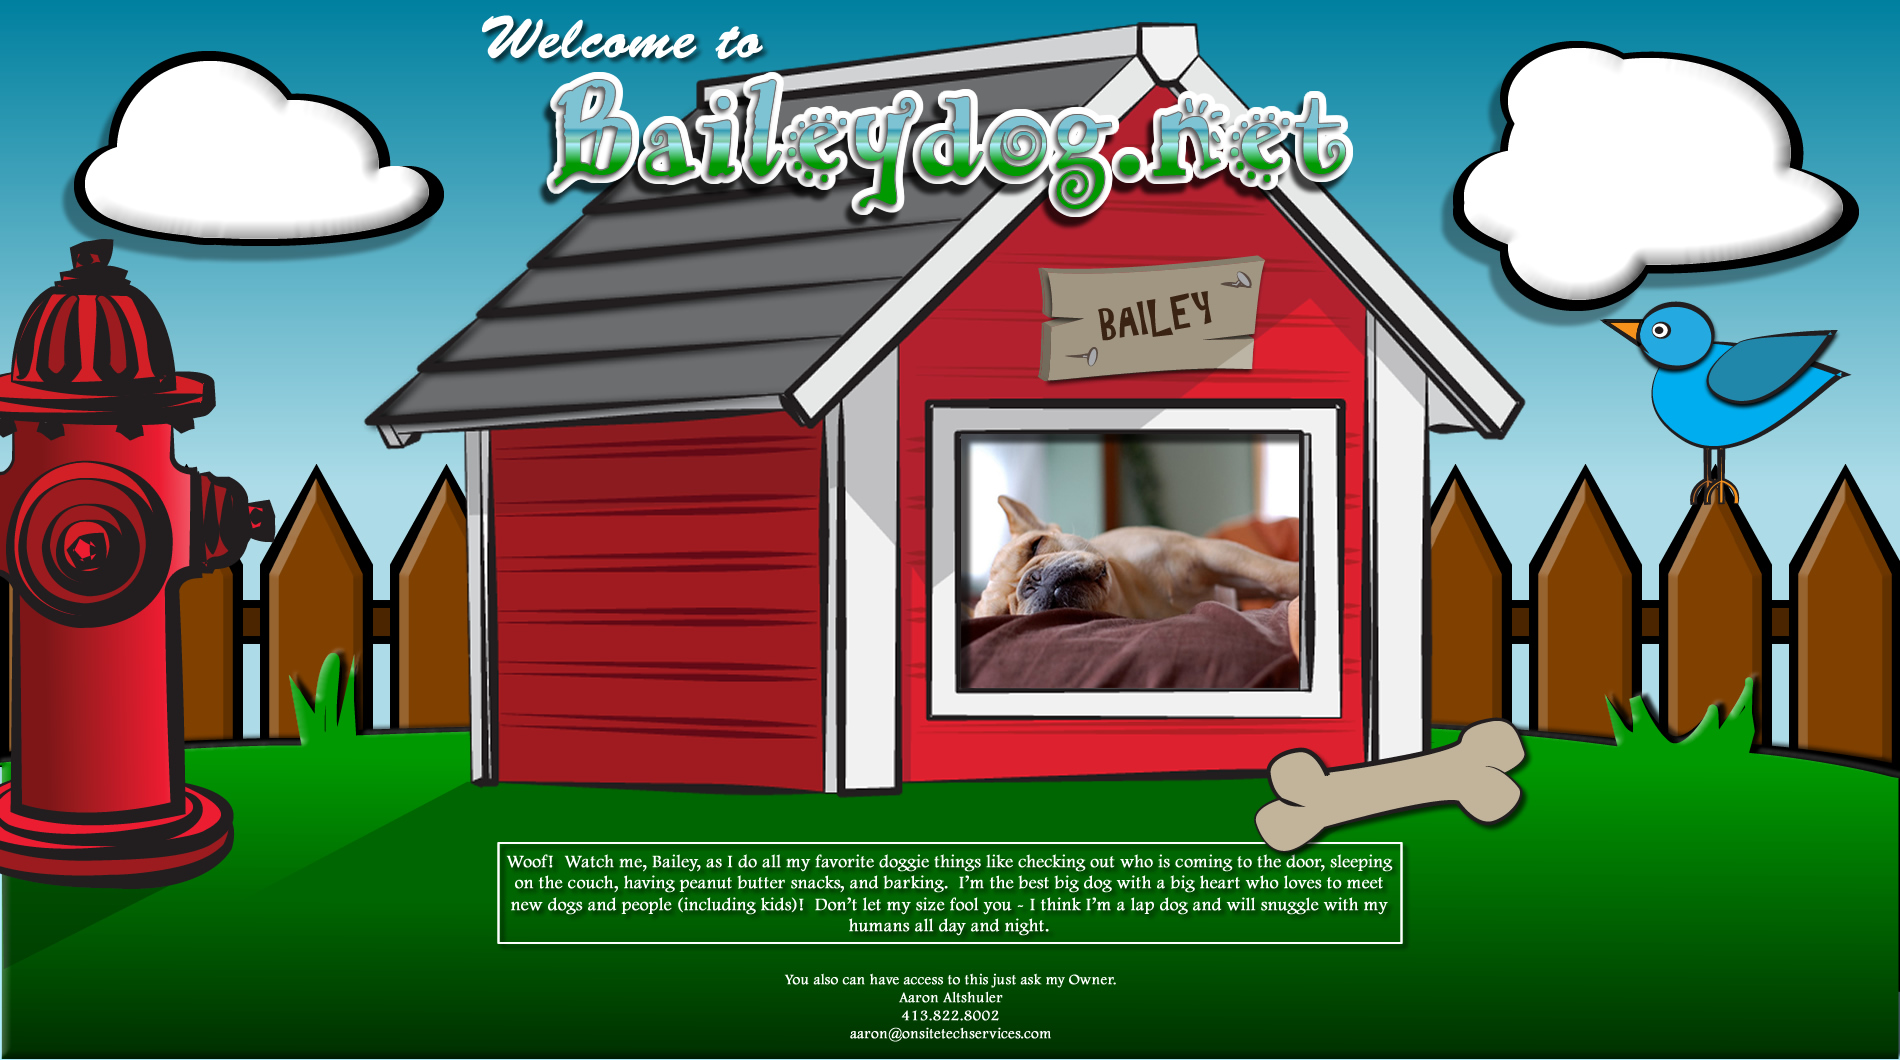 Welcome to
Baileydog.net
BAILEY
Woof!  Watch me, Bailey, as I do all my favorite doggie things like checking out who is coming to the door, sleeping
on the couch, having peanut butter snacks, and barking.  I'm the best big dog with a big heart who loves to meet
new dogs and people (including kids)!  Don't let my size fool you - I think I'm a lap dog and will snuggle with my
humans all day and night.
You also can have access to this just ask my Owner.
Aaron Altshuler
413.822.8002
aaron@onsitetechservices.com